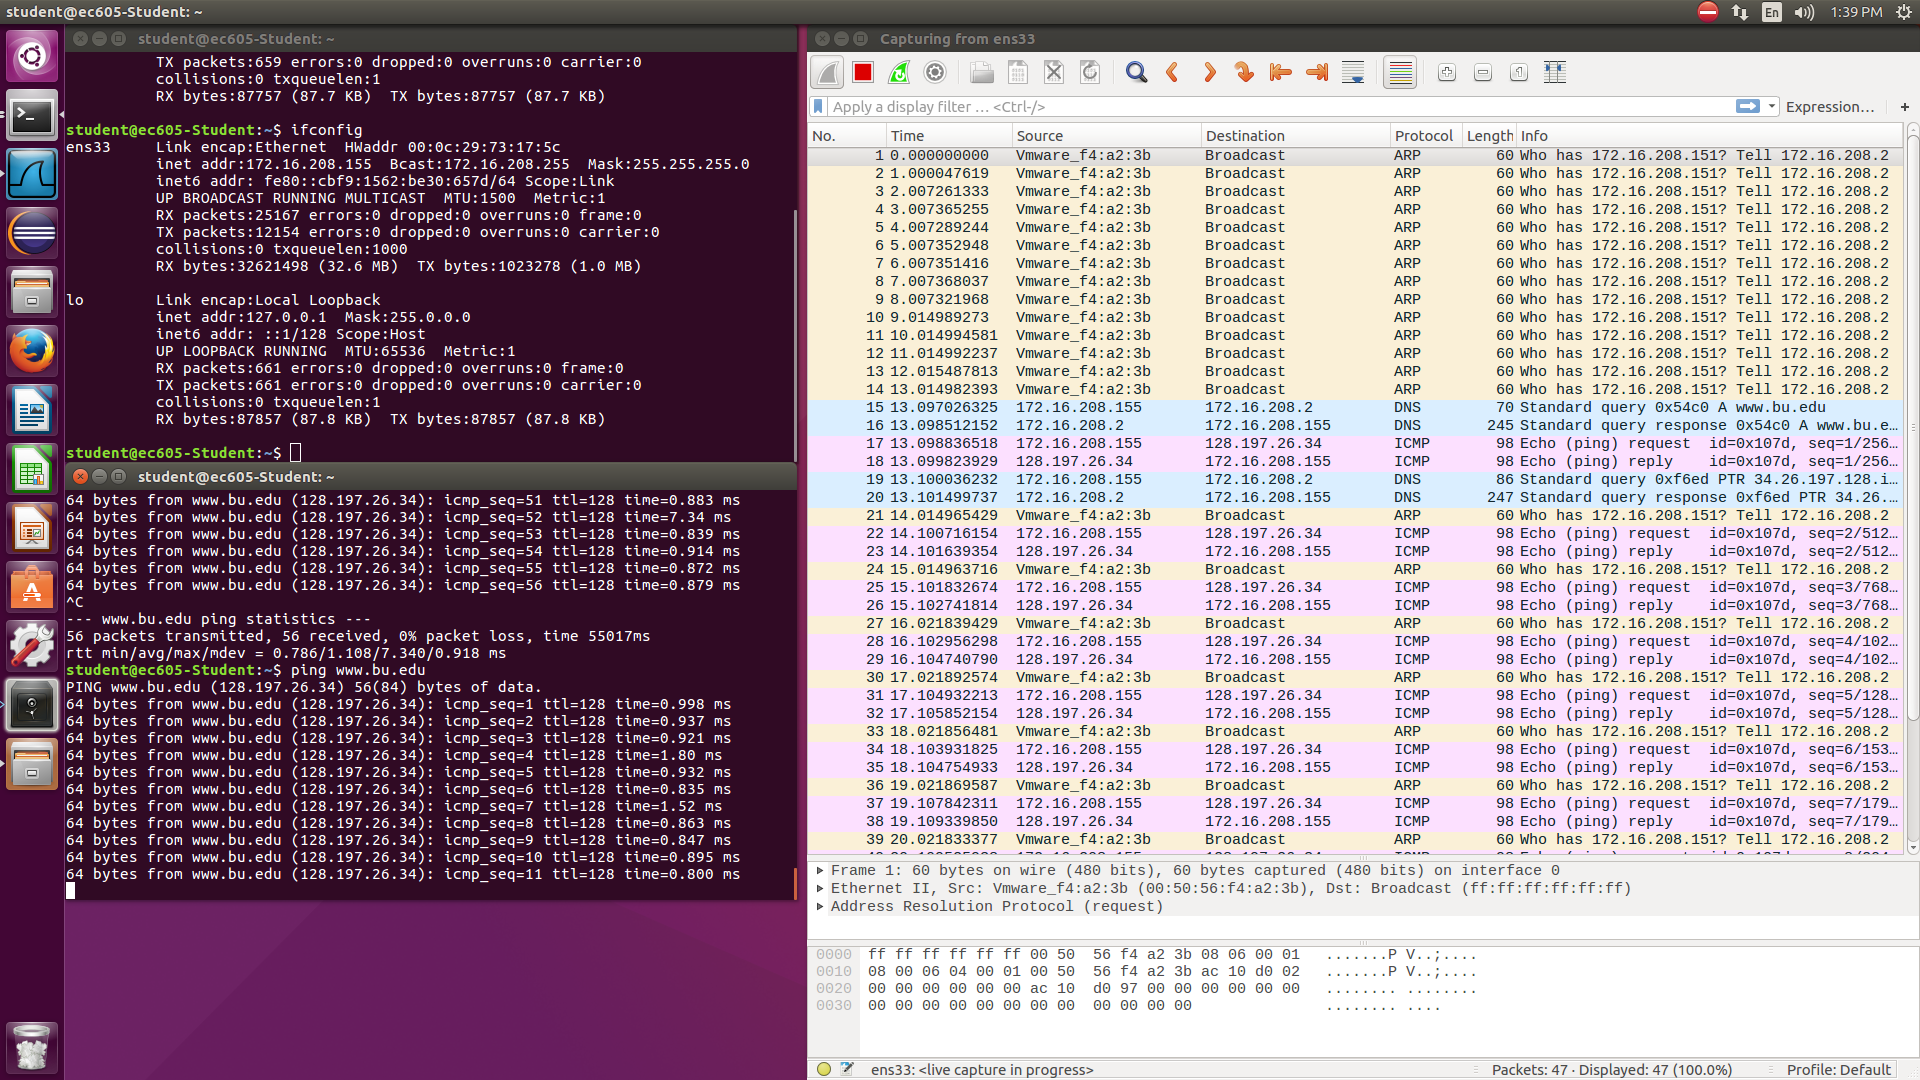 student@ec605-Student: ~
En
1:39 PM
student@ec605-Student: ~
TX packets:659 errors:0 dropped:0 overruns:0 carrier:0
collisions:0 txqueuelen:1
RX bytes:87757 (87.7 KB)  TX bytes:87757 (87.7 KB)
student@ec605-Student:~$ ifconfig
ens33     Link encap:Ethernet  HWaddr 00:0c:29:73:17:5c
inet addr:172.16.208.155  Bcast:172.16.208.255  Mask:255.255.255.0
inet6 addr: fe80::cbf9:1562:be30:657d/64 Scope:Link
UP BROADCAST RUNNING MULTICAST  MTU:1500  Metric:1
RX packets:25167 errors:0 dropped:0 overruns:0 frame:0
TX packets:12154 errors:0 dropped:0 overruns:0 carrier:0
collisions:0 txqueuelen:1000
RX bytes:32621498 (32.6 MB)  TX bytes:1023278 (1.0 MB)
lo        Link encap:Local Loopback
inet addr:127.0.0.1  Mask:255.0.0.0
inet6 addr: ::1/128 Scope:Host
UP LOOPBACK RUNNING  MTU:65536  Metric:1
RX packets:661 errors:0 dropped:0 overruns:0 frame:0
TX packets:661 errors:0 dropped:0 overruns:0 carrier:0
collisions:0 txqueuelen:1
RX bytes:87857 (87.8 KB)  TX bytes:87857 (87.8 KB)
student@ec605-Student:~$
student@ec605-Student: ~
64 bytes from www.bu.edu (128.197.26.34): icmp_seq=51 ttl=128 time=0.883 ms
64 bytes from www.bu.edu (128.197.26.34): icmp_seq=52 ttl=128 time=7.34 ms
64 bytes from www.bu.edu (128.197.26.34): icmp_seq=53 ttl=128 time=0.839 ms
64 bytes from www.bu.edu (128.197.26.34): icmp_seq=54 ttl=128 time=0.914 ms
64 bytes from www.bu.edu (128.197.26.34): icmp_seq=55 ttl=128 time=0.872 ms
64 bytes from www.bu.edu (128.197.26.34): icmp_seq=56 ttl=128 time=0.879 ms
^C
--- www.bu.edu ping statistics ---
56 packets transmitted, 56 received, 0% packet loss, time 55017ms
rtt min/avg/max/mdev = 0.786/1.108/7.340/0.918 ms
student@ec605-Student:~$ ping www.bu.edu
PING www.bu.edu (128.197.26.34) 56(84) bytes of data.
64 bytes from www.bu.edu (128.197.26.34): icmp_seq=1 ttl=128 time=0.998 ms
64 bytes from www.bu.edu (128.197.26.34): icmp_seq=2 ttl=128 time=0.937 ms
64 bytes from www.bu.edu (128.197.26.34): icmp_seq=3 ttl=128 time=0.921 ms
64 bytes from www.bu.edu (128.197.26.34): icmp_seq=4 ttl=128 time=1.80 ms
64 bytes from www.bu.edu (128.197.26.34): icmp_seq=5 ttl=128 time=0.932 ms
64 bytes from www.bu.edu (128.197.26.34): icmp_seq=6 ttl=128 time=0.835 ms
64 bytes from www.bu.edu (128.197.26.34): icmp_seq=7 ttl=128 time=1.52 ms
64 bytes from www.bu.edu (128.197.26.34): icmp_seq=8 ttl=128 time=0.863 ms
64 bytes from www.bu.edu (128.197.26.34): icmp_seq=9 ttl=128 time=0.847 ms
64 bytes from www.bu.edu (128.197.26.34): icmp_seq=10 ttl=128 time=0.895 ms
64 bytes from www.bu.edu (128.197.26.34): icmp_seq=11 ttl=128 time=0.800 ms
Capturing from ens33
Apply a display filter ... <Ctrl-/>
Expression... +
No. Time Source Destination Protocol Length Info
1 0.000000000 Vmware_f4:a2:3b Broadcast ARP 60 Who has 172.16.208.151? Tell 172.16.208.2
2 1.000047619 Vmware_f4:a2:3b Broadcast ARP 60 Who has 172.16.208.151? Tell 172.16.208.2
3 2.007261333 Vmware_f4:a2:3b Broadcast ARP 60 Who has 172.16.208.151? Tell 172.16.208.2
4 3.007365255 Vmware_f4:a2:3b Broadcast ARP 60 Who has 172.16.208.151? Tell 172.16.208.2
5 4.007289244 Vmware_f4:a2:3b Broadcast ARP 60 Who has 172.16.208.151? Tell 172.16.208.2
6 5.007352948 Vmware_f4:a2:3b Broadcast ARP 60 Who has 172.16.208.151? Tell 172.16.208.2
7 6.007351416 Vmware_f4:a2:3b Broadcast ARP 60 Who has 172.16.208.151? Tell 172.16.208.2
8 7.007368037 Vmware_f4:a2:3b Broadcast ARP 60 Who has 172.16.208.151? Tell 172.16.208.2
9 8.007321968 Vmware_f4:a2:3b Broadcast ARP 60 Who has 172.16.208.151? Tell 172.16.208.2
10 9.014989273 Vmware_f4:a2:3b Broadcast ARP 60 Who has 172.16.208.151? Tell 172.16.208.2
11 10.014994581 Vmware_f4:a2:3b Broadcast ARP 60 Who has 172.16.208.151? Tell 172.16.208.2
12 11.014992237 Vmware_f4:a2:3b Broadcast ARP 60 Who has 172.16.208.151? Tell 172.16.208.2
13 12.015487813 Vmware_f4:a2:3b Broadcast ARP 60 Who has 172.16.208.151? Tell 172.16.208.2
14 13.014982393 Vmware_f4:a2:3b Broadcast ARP 60 Who has 172.16.208.151? Tell 172.16.208.2
15 13.097026325 172.16.208.155 172.16.208.2 DNS 70 Standard query 0x54c0 A www.bu.edu
16 13.098512152 172.16.208.2 172.16.208.155 DNS 245 Standard query response 0x54c0 A www.bu.e...
17 13.098836518 172.16.208.155 128.197.26.34 ICMP 98 Echo (ping) request id=0x107d, seq=1/256...
18 13.099823929 128.197.26.34 172.16.208.155 ICMP 98 Echo (ping) reply id=0x107d, seq=1/256...
19 13.100036232 172.16.208.155 172.16.208.2 DNS 86 Standard query 0xf6ed PTR 34.26.197.128.i...
20 13.101499737 172.16.208.2 172.16.208.155 DNS 247 Standard query response 0xf6ed PTR 34.26....
21 14.014965429 Vmware_f4:a2:3b Broadcast ARP 60 Who has 172.16.208.151? Tell 172.16.208.2
22 14.100716154 172.16.208.155 128.197.26.34 ICMP 98 Echo (ping) request id=0x107d, seq=2/512...
23 14.101639354 128.197.26.34 172.16.208.155 ICMP 98 Echo (ping) reply id=0x107d, seq=2/512...
24 15.014963716 Vmware_f4:a2:3b Broadcast ARP 60 Who has 172.16.208.151? Tell 172.16.208.2
25 15.101832674 172.16.208.155 128.197.26.34 ICMP 98 Echo (ping) request id=0x107d, seq=3/768...
26 15.102741814 128.197.26.34 172.16.208.155 ICMP 98 Echo (ping) reply id=0x107d, seq=3/768...
27 16.021839429 Vmware_f4:a2:3b Broadcast ARP 60 Who has 172.16.208.151? Tell 172.16.208.2
28 16.102956298 172.16.208.155 128.197.26.34 ICMP 98 Echo (ping) request id=0x107d, seq=4/102...
29 16.104740790 128.197.26.34 172.16.208.155 ICMP 98 Echo (ping) reply id=0x107d, seq=4/102...
30 17.021892574 Vmware_f4:a2:3b Broadcast ARP 60 Who has 172.16.208.151? Tell 172.16.208.2
31 17.104932213 172.16.208.155 128.197.26.34 ICMP 98 Echo (ping) request id=0x107d, seq=5/128...
32 17.105852154 128.197.26.34 172.16.208.155 ICMP 98 Echo (ping) reply id=0x107d, seq=5/128...
33 18.021856481 Vmware_f4:a2:3b Broadcast ARP 60 Who has 172.16.208.151? Tell 172.16.208.2
34 18.103931825 172.16.208.155 128.197.26.34 ICMP 98 Echo (ping) request id=0x107d, seq=6/153...
35 18.104754933 128.197.26.34 172.16.208.155 ICMP 98 Echo (ping) reply id=0x107d, seq=6/153...
36 19.021869587 Vmware_f4:a2:3b Broadcast ARP 60 Who has 172.16.208.151? Tell 172.16.208.2
37 19.107842311 172.16.208.155 128.197.26.34 ICMP 98 Echo (ping) request id=0x107d, seq=7/179...
38 19.109339850 128.197.26.34 172.16.208.155 ICMP 98 Echo (ping) reply id=0x107d, seq=7/179...
39 20.021833377 Vmware_f4:a2:3b Broadcast ARP 60 Who has 172.16.208.151? Tell 172.16.208.2
Frame 1: 60 bytes on wire (480 bits), 60 bytes captured (480 bits) on interface 0
Ethernet II, Src: Vmware_f4:a2:3b (00:50:56:f4:a2:3b), Dst: Broadcast (ff:ff:ff:ff:ff:ff)
Address Resolution Protocol (request)
0000 ff ff ff ff ff ff 00 50 56 f4 a2 3b 08 06 00 01 .......P V..;....
0010 08 00 06 04 00 01 00 50 56 f4 a2 3b ac 10 d0 02 .......P V..;....
0020 00 00 00 00 00 00 ac 10 d0 97 00 00 00 00 00 00 ........ ........
0030 00 00 00 00 00 00 00 00 00 00 00 00 ........ ....
ens33: <live capture in progress>
Packets: 47 · Displayed: 47 (100.0%)
Profile: Default